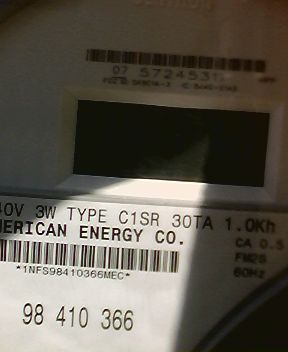 07 57245311
40V 3W TYPE C1SR 30TA 1.0Kh
MERICAN ENERGY CO.
CA 0.5
FM2S
60Hz
*1NFS98410366MEC*
98 410 366